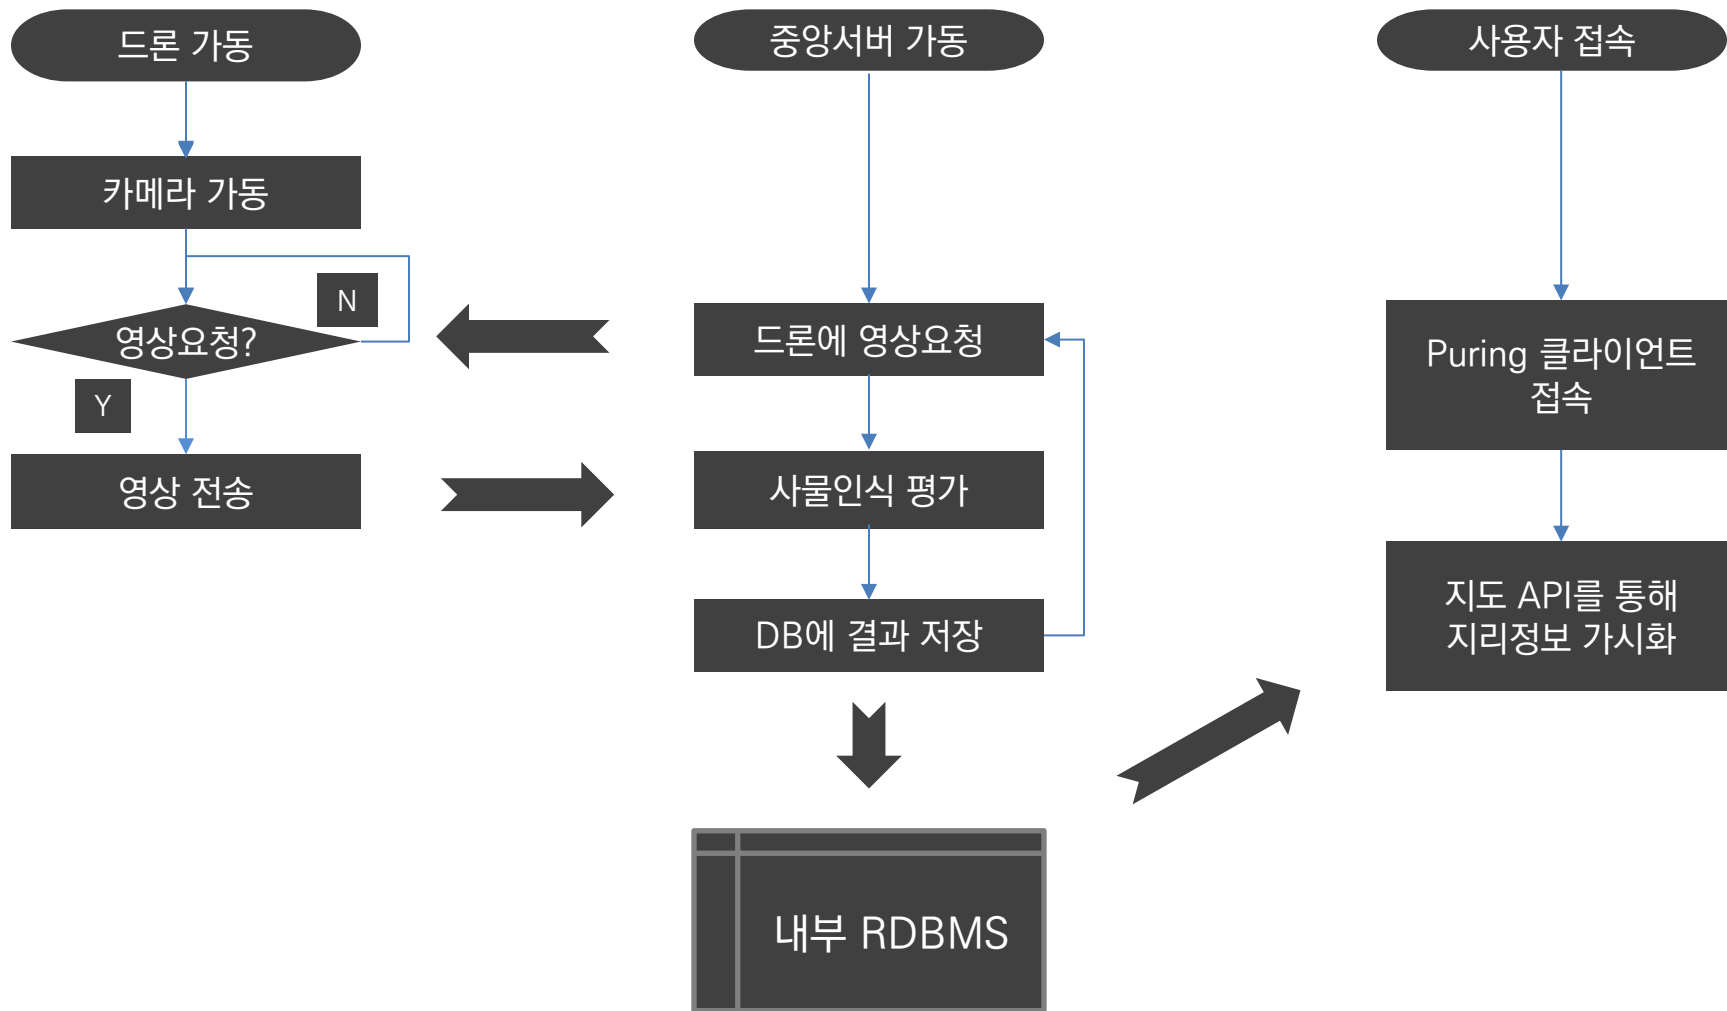 드론 가동
카메라 가동
N
영상요청?
Y
영상 전송
중앙서버 가동
드론에 영상요청
사물인식 평가
DB에 결과 저장
내부 RDBMS
사용자 접속
Puring 클라이언트
접속
지도 API를 통해
지리정보 가시화